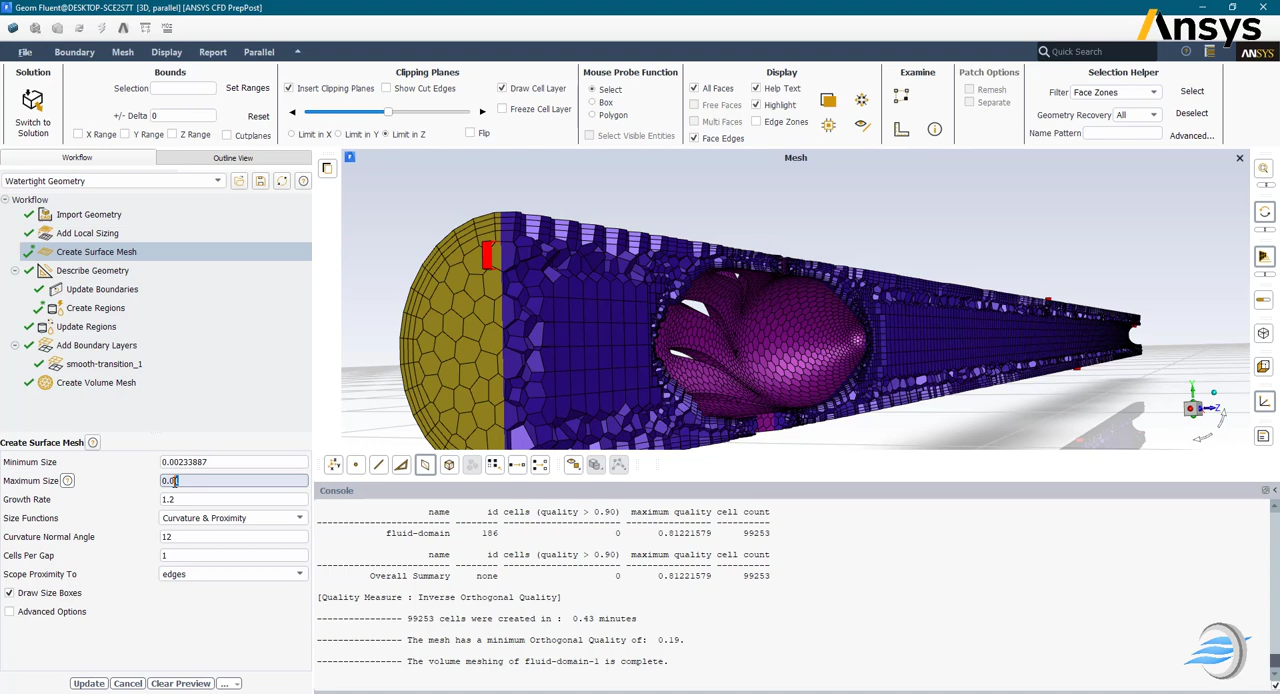 Geom Fluent@DESKTOP-SCE2S7T [3D, parallel] [ANSYS CFD PrepPost]
Ansys
File Boundary Mesh Display Report Parallel
Quick Search
ANSYS
Solution
Switch to
Solution
Bounds
Selection
Set Ranges
+/- Delta 0
Reset
X Range Y Range Z Range Cutplanes
Clipping Planes
Insert Clipping Planes Show Cut Edges Draw Cell Layer
Freeze Cell Layer
Limit in X Limit in Y Limit in Z Flip
Mouse Probe Function
Select
Box
Polygon
Select Visible Entities
Display
All Faces Help Text
Free Faces Highlight
Multi Faces Edge Zones
Face Edges
Examine
Patch Options
Remesh
Separate
Selection Helper
Filter Face Zones Select
Geometry Recovery All Deselect
Name Pattern Advanced...
Workflow
Outline View
Watertight Geometry
Workflow
Import Geometry
Add Local Sizing
Create Surface Mesh
Describe Geometry
Update Boundaries
Create Regions
Update Regions
Add Boundary Layers
smooth-transition_1
Create Volume Mesh
Mesh
Y
Z
Create Surface Mesh
Minimum Size 0.00233887
Maximum Size
Growth Rate 1.2
Size Functions Curvature & Proximity
Curvature Normal Angle 12
Cells Per Gap 1
Scope Proximity To edges
Draw Size Boxes
Advanced Options
Update Cancel Clear Preview ...
Console
name id cells (quality > 0.90) maximum quality cell count
fluid-domain 186 0 0.81221579 99253
name id cells (quality > 0.90) maximum quality cell count
Overall Summary none 0 0.81221579 99253
[Quality Measure : Inverse Orthogonal Quality]
---------------- 99253 cells were created in : 0.43 minutes
---------------- The mesh has a minimum Orthogonal Quality of: 0.19.
---------------- The volume meshing of fluid-domain-1 is complete.